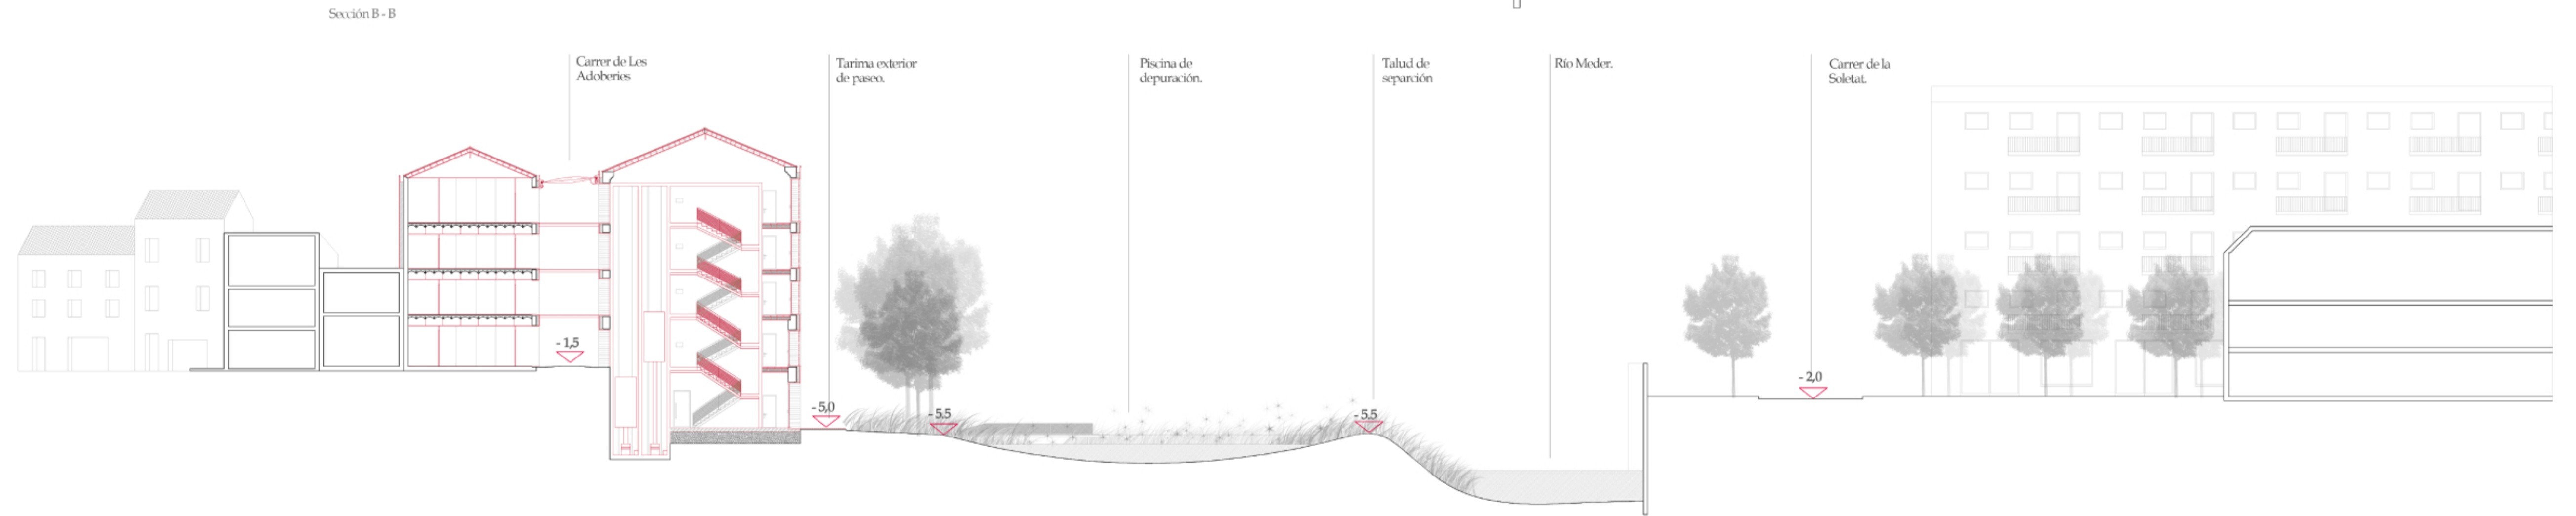 Sección B - B
Carrer de Les
Adoberies
Tarima exterior
de paseo.
Piscina de
depuración.
Talud de
separción
Río Meder.
Carrer de la
Soletat.
- 1,5
- 5,0
- 5.5
- 5.5
- 2,0